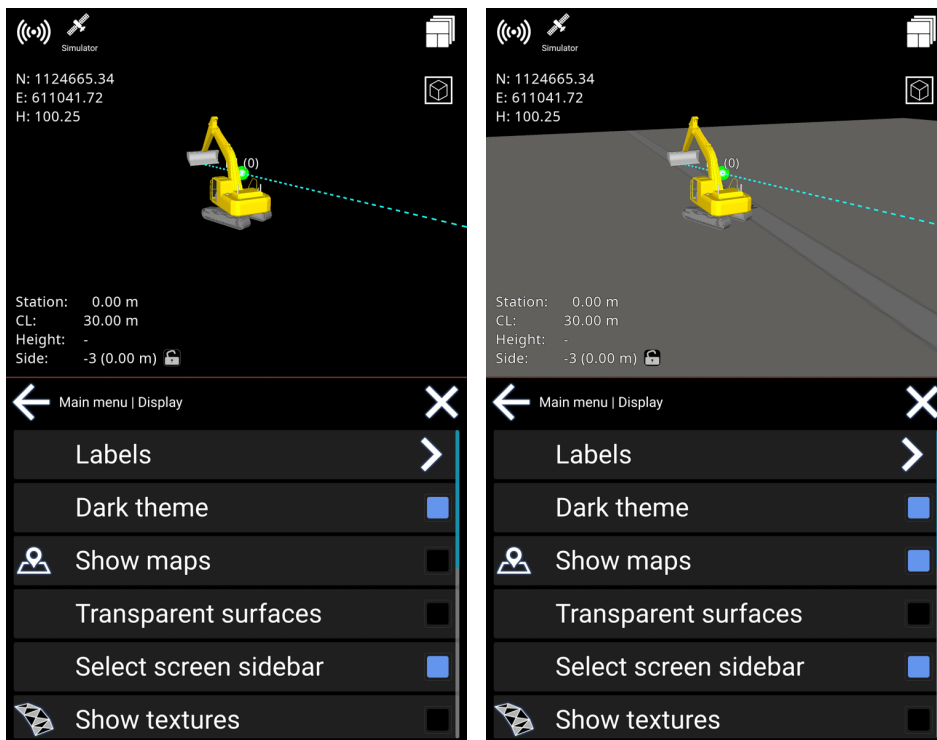 Simulator
N: 1124665.34
E: 611041.72
H: 100.25
(0)
Station: 0.00 m
CL: 30.00 m
Height: -
Side: -3 (0.00 m)
Main menu | Display
Labels
Dark theme
Show maps
Transparent surfaces
Select screen sidebar
Show textures
Simulator
N: 1124665.34
E: 611041.72
H: 100.25
(0)
Station: 0.00 m
CL: 30.00 m
Height: -
Side: -3 (0.00 m)
Main menu | Display
Labels
Dark theme
Show maps
Transparent surfaces
Select screen sidebar
Show textures